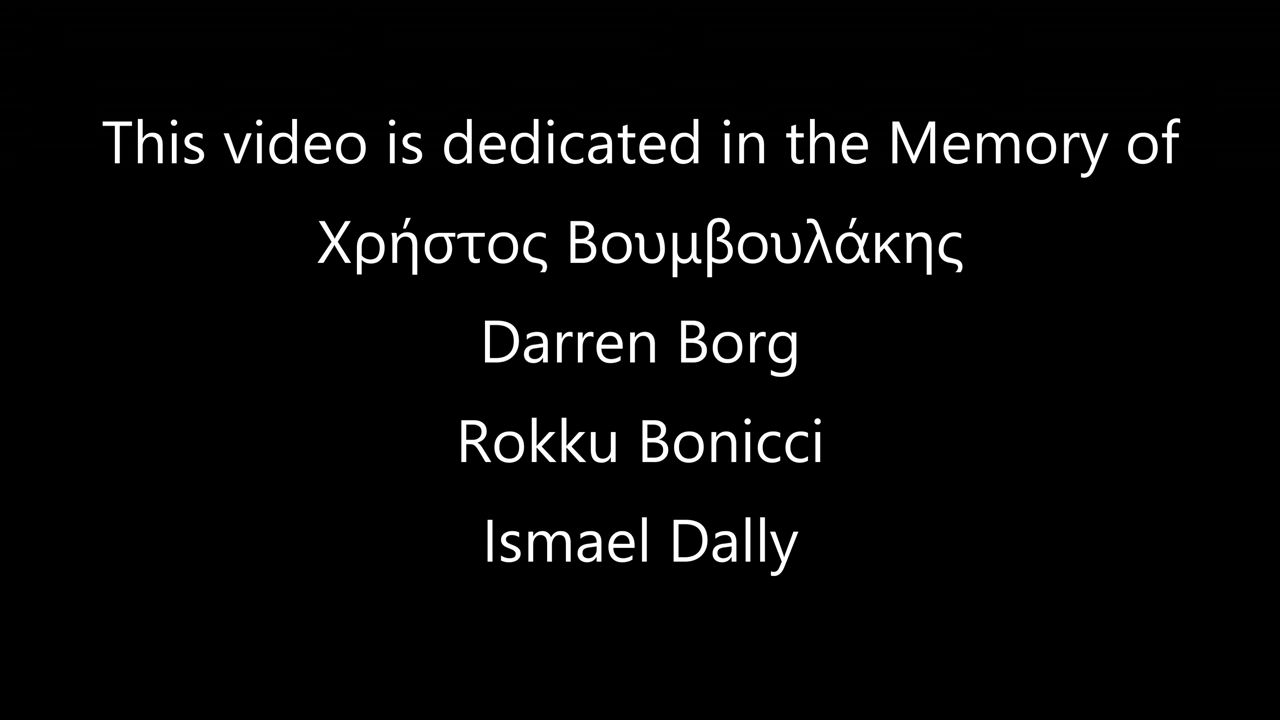 This video is dedicated in the Memory of
Χρήστος Βουμβουλάκης
Darren Borg
Rokku Bonicci
Ismael Dally